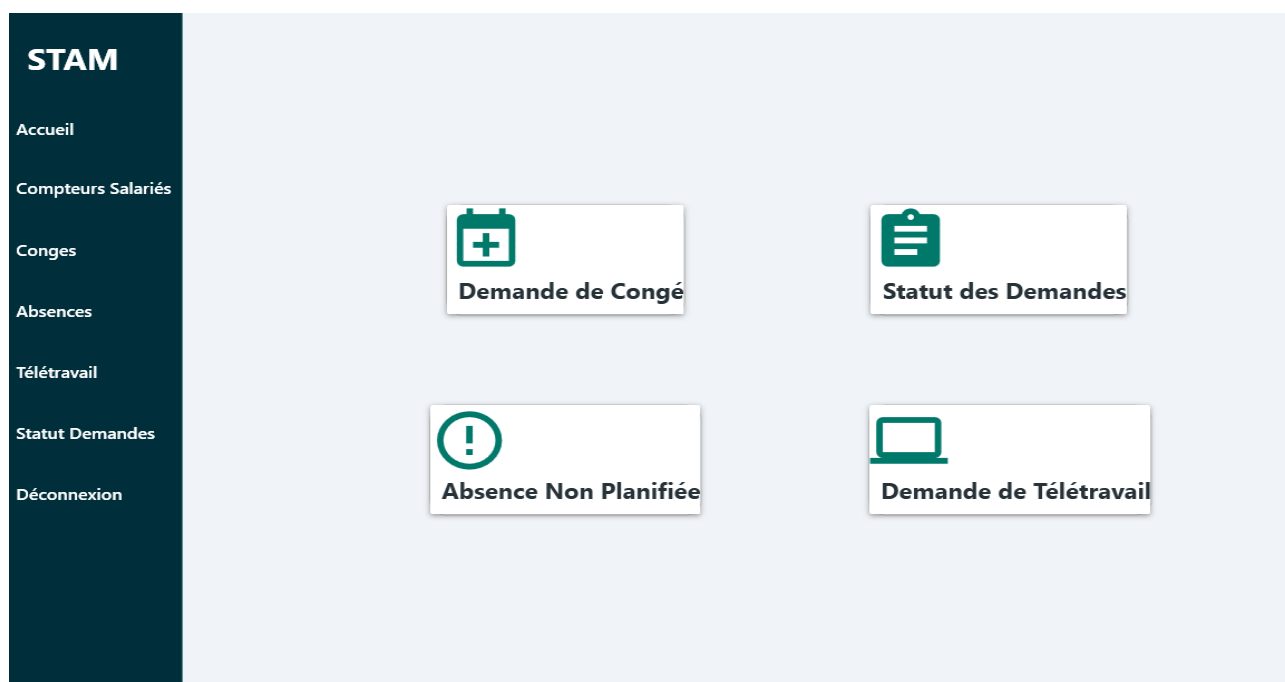 STAM
Accueil
Compteurs Salariés
Conges
Absences
Télétravail
Statut Demandes
Déconnexion
Demande de Congé
Statut des Demandes
Absence Non Planifiée
Demande de Télétravail